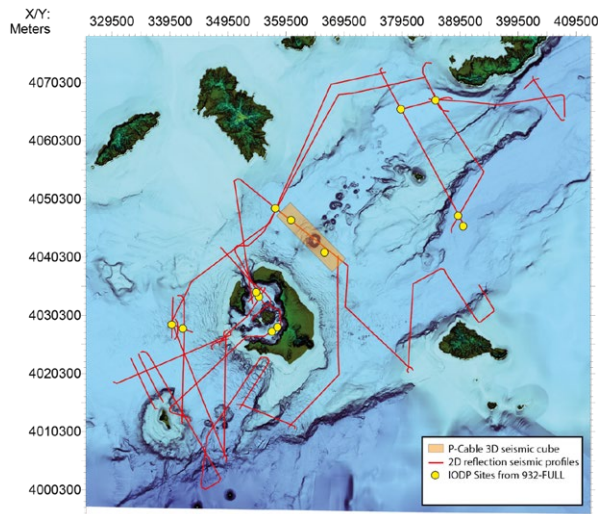 X/Y:
Meters
329500 339500 349500 359500 369500 379500 389500 399500 409500
4070300
4060300
4050300
4040300
4030300
4020300
4010300
4000300
P-Cable 3D seismic cube
2D reflection seismic profiles
IODP Sites from 932-FULL